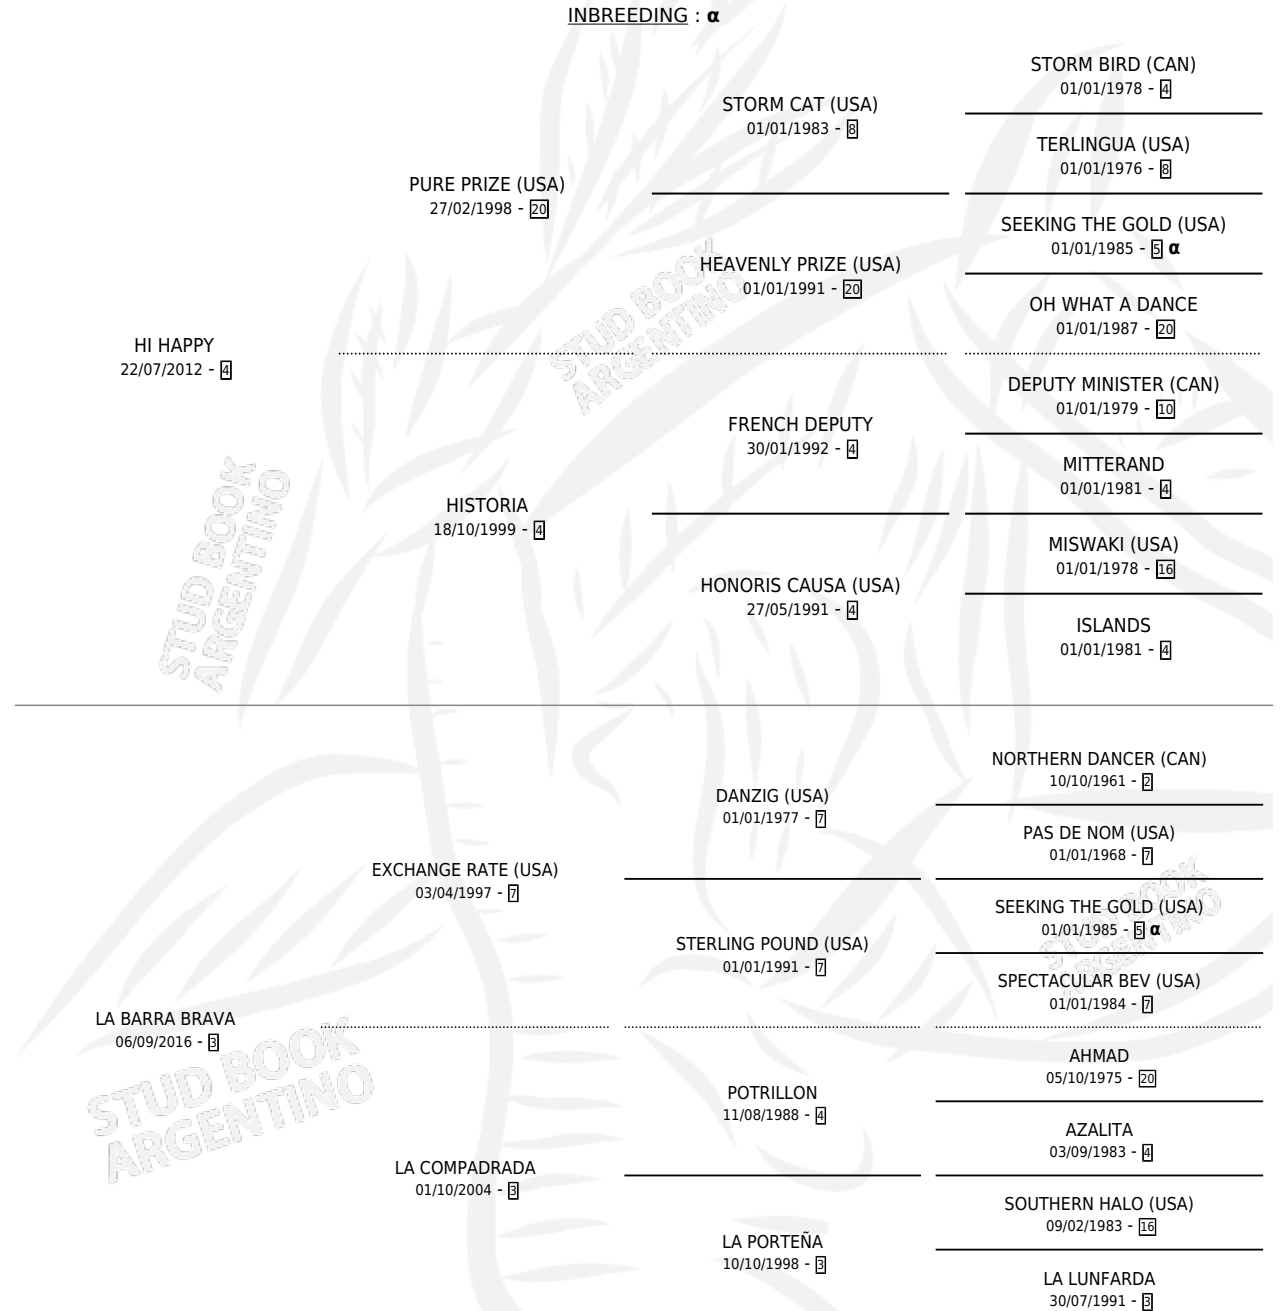 INBREEDING : α
STORM BIRD (CAN)
01/01/1978 - 4
STORM CAT (USA)
01/01/1983 - 8
TERLINGUA (USA)
01/01/1976 - 8
PURE PRIZE (USA)
27/02/1998 - 20
SEEKING THE GOLD (USA)
01/01/1985 - 5 α
HEAVENLY PRIZE (USA)
01/01/1991 - 20
OH WHAT A DANCE
01/01/1987 - 20
HI HAPPY
22/07/2012 - 4
DEPUTY MINISTER (CAN)
01/01/1979 - 10
FRENCH DEPUTY
30/01/1992 - 4
MITTERAND
01/01/1981 - 4
HISTORIA
18/10/1999 - 4
MISWAKI (USA)
01/01/1978 - 16
HONORIS CAUSA (USA)
27/05/1991 - 4
ISLANDS
01/01/1981 - 4
STUD BOOK
ARGENTINO
STUD BOOK
ARGENTINO
NORTHERN DANCER (CAN)
10/10/1961 - 2
DANZIG (USA)
01/01/1977 - 7
PAS DE NOM (USA)
01/01/1968 - 7
EXCHANGE RATE (USA)
03/04/1997 - 7
SEEKING THE GOLD (USA)
01/01/1985 - 5 α
STERLING POUND (USA)
01/01/1991 - 7
SPECTACULAR BEV (USA)
01/01/1984 - 7
LA BARRA BRAVA
06/09/2016 - 3
AHMAD
05/10/1975 - 20
POTRILLON
11/08/1988 - 4
AZALITA
03/09/1983 - 4
LA COMPADRADA
01/10/2004 - 3
SOUTHERN HALO (USA)
09/02/1983 - 16
LA PORTEÑA
10/10/1998 - 3
LA LUNFARDA
30/07/1991 - 3
STUD BOOK
ARGENTINO
STUD BOOK
ARGENTINO